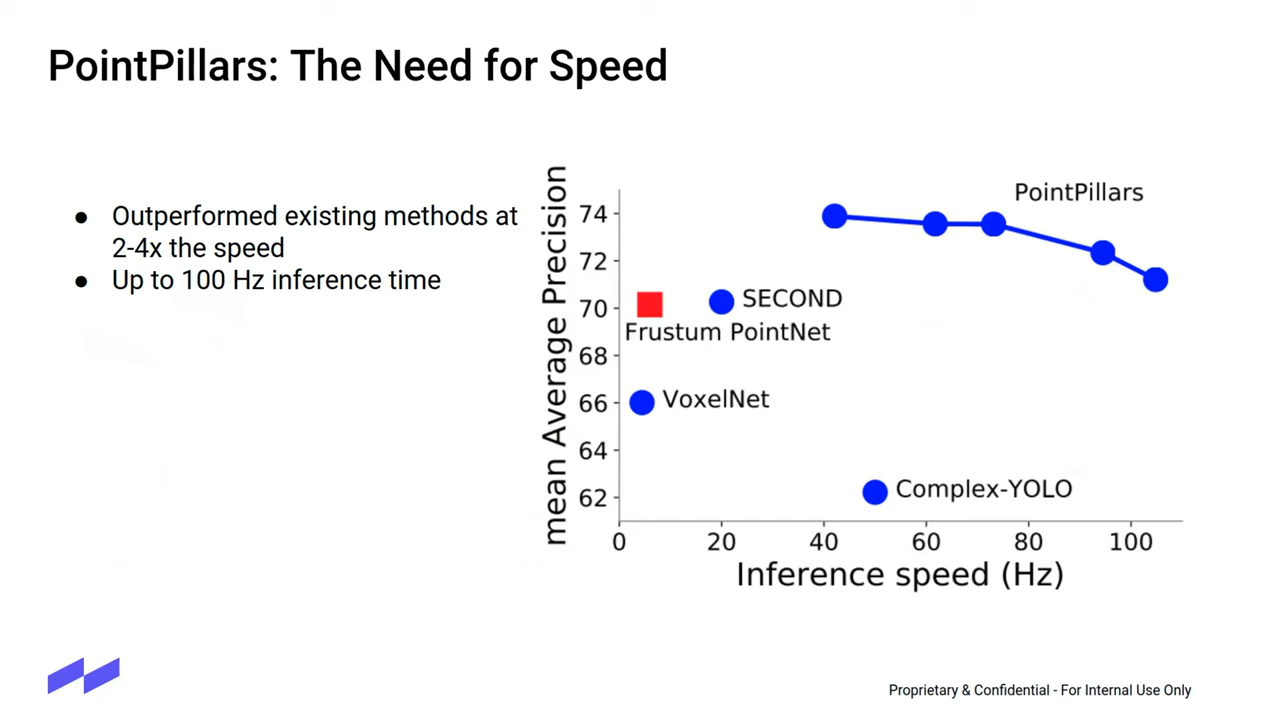 PointPillars: The Need for Speed
● Outperformed existing methods at
2-4x the speed
● Up to 100 Hz inference time
mean Average Precision
74
72
70
68
66
64
62
PointPillars
SECOND
Frustum PointNet
VoxelNet
Complex-YOLO
0 20 40 60 80 100
Inference speed (Hz)
Proprietary & Confidential - For Internal Use Only